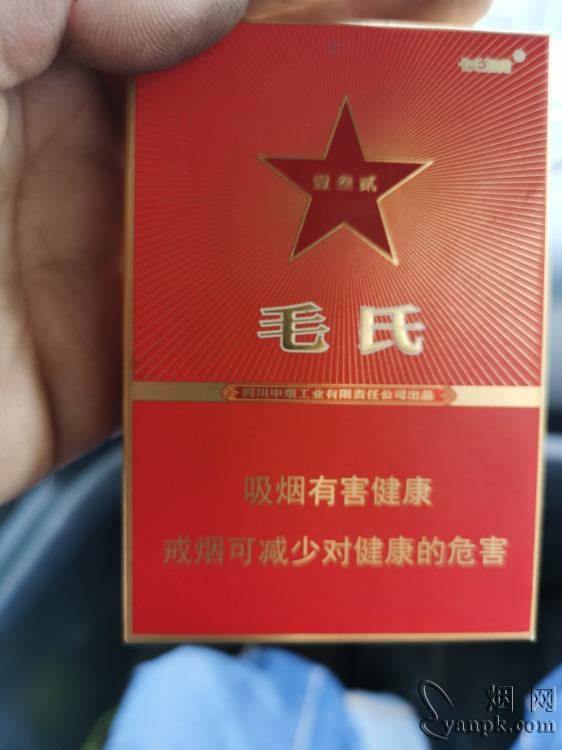 壹叁贰
毛氏
四川中烟工业有限责任公司出品
吸烟有害健康
戒烟可减少对健康的危害
烟网
yanpk.com